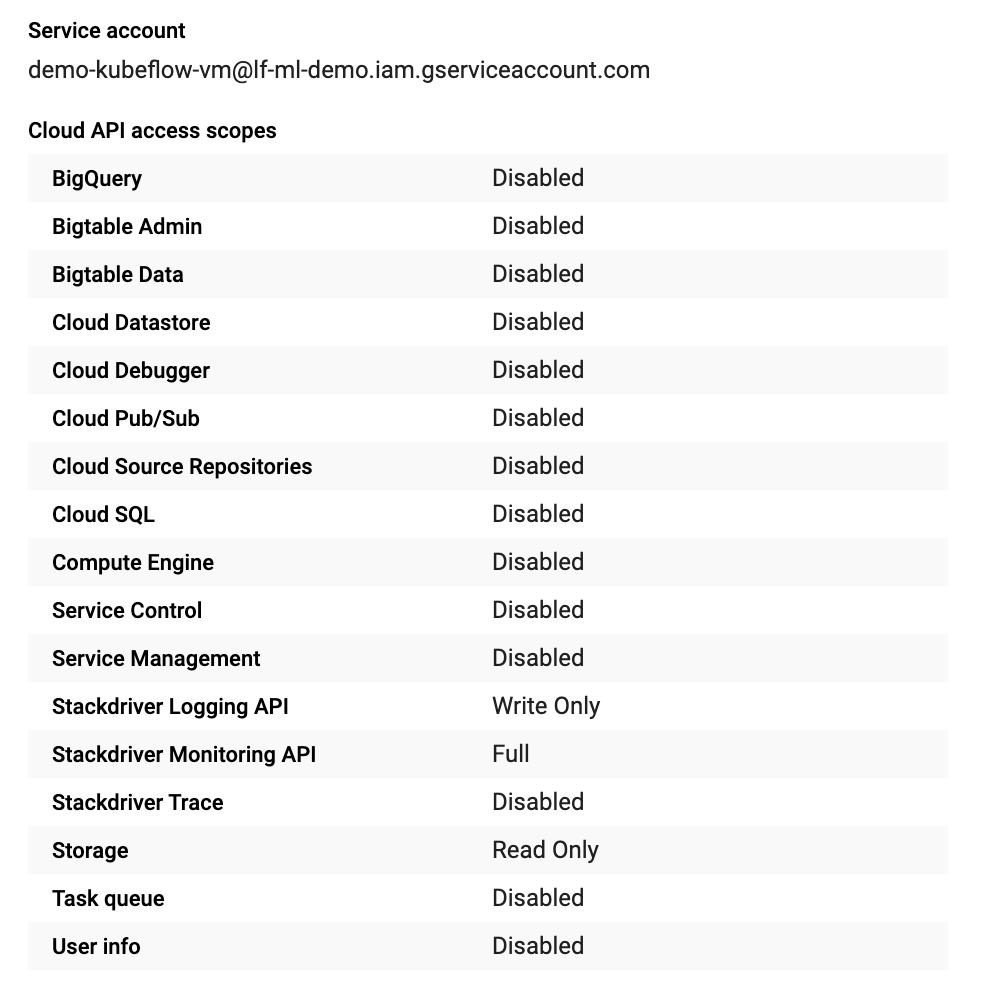 Service account
demo-kubeflow-vm@lf-ml-demo.iam.gserviceaccount.com
Cloud API access scopes
BigQuery Disabled
Bigtable Admin Disabled
Bigtable Data Disabled
Cloud Datastore Disabled
Cloud Debugger Disabled
Cloud Pub/Sub Disabled
Cloud Source Repositories Disabled
Cloud SQL Disabled
Compute Engine Disabled
Service Control Disabled
Service Management Disabled
Stackdriver Logging API Write Only
Stackdriver Monitoring API Full
Stackdriver Trace Disabled
Storage Read Only
Task queue Disabled
User info Disabled